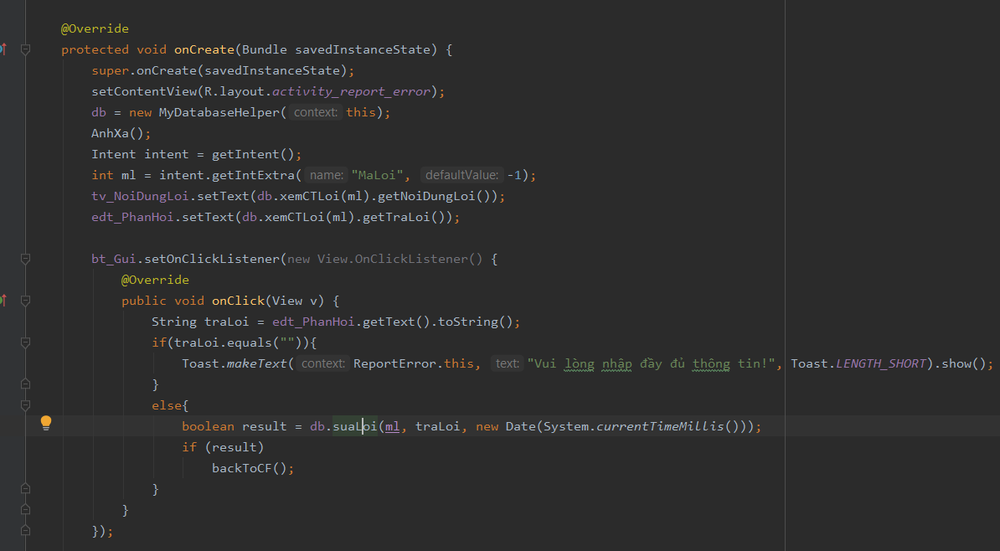 @Override
protected void onCreate(Bundle savedInstanceState) {
super.onCreate(savedInstanceState);
setContentView(R.layout.activity_report_error);
db = new MyDatabaseHelper( context: this);
AnhXa();
Intent intent = getIntent();
int ml = intent.getIntExtra( name: "MaLoi", defaultValue: -1);
tv_NoiDungLoi.setText(db.xemCTLoi(ml).getNoiDungLoi());
edt_PhanHoi.setText(db.xemCTLoi(ml).getTraLoi());
bt_Gui.setOnClickListener(new View.OnClickListener() {
@Override
public void onClick(View v) {
String traLoi = edt_PhanHoi.getText().toString();
if(traLoi.equals("")){
Toast.makeText( context: ReportError.this, text: "Vui lòng nhập đầy đủ thông tin!", Toast.LENGTH_SHORT).show();
}
else{
boolean result = db.suaLoi(ml, traLoi, new Date(System.currentTimeMillis()));
if (result)
backToCF();
}
}
});